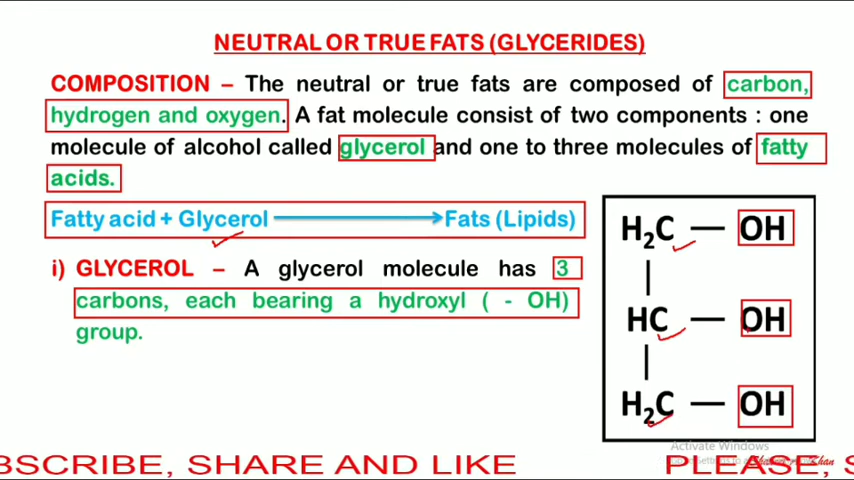 NEUTRAL OR TRUE FATS (GLYCERIDES)
COMPOSITION – The neutral or true fats are composed of carbon,
hydrogen and oxygen. A fat molecule consist of two components : one
molecule of alcohol called glycerol and one to three molecules of fatty
acids.
Fatty acid + Glycerol → Fats (Lipids)
i) GLYCEROL – A glycerol molecule has 3
carbons, each bearing a hydroxyl ( - OH)
group.
H₂C — OH
|
HC — OH
|
H₂C — OH
Activate Windows
BSCRIBE, SHARE AND LIKE PLEASE, S